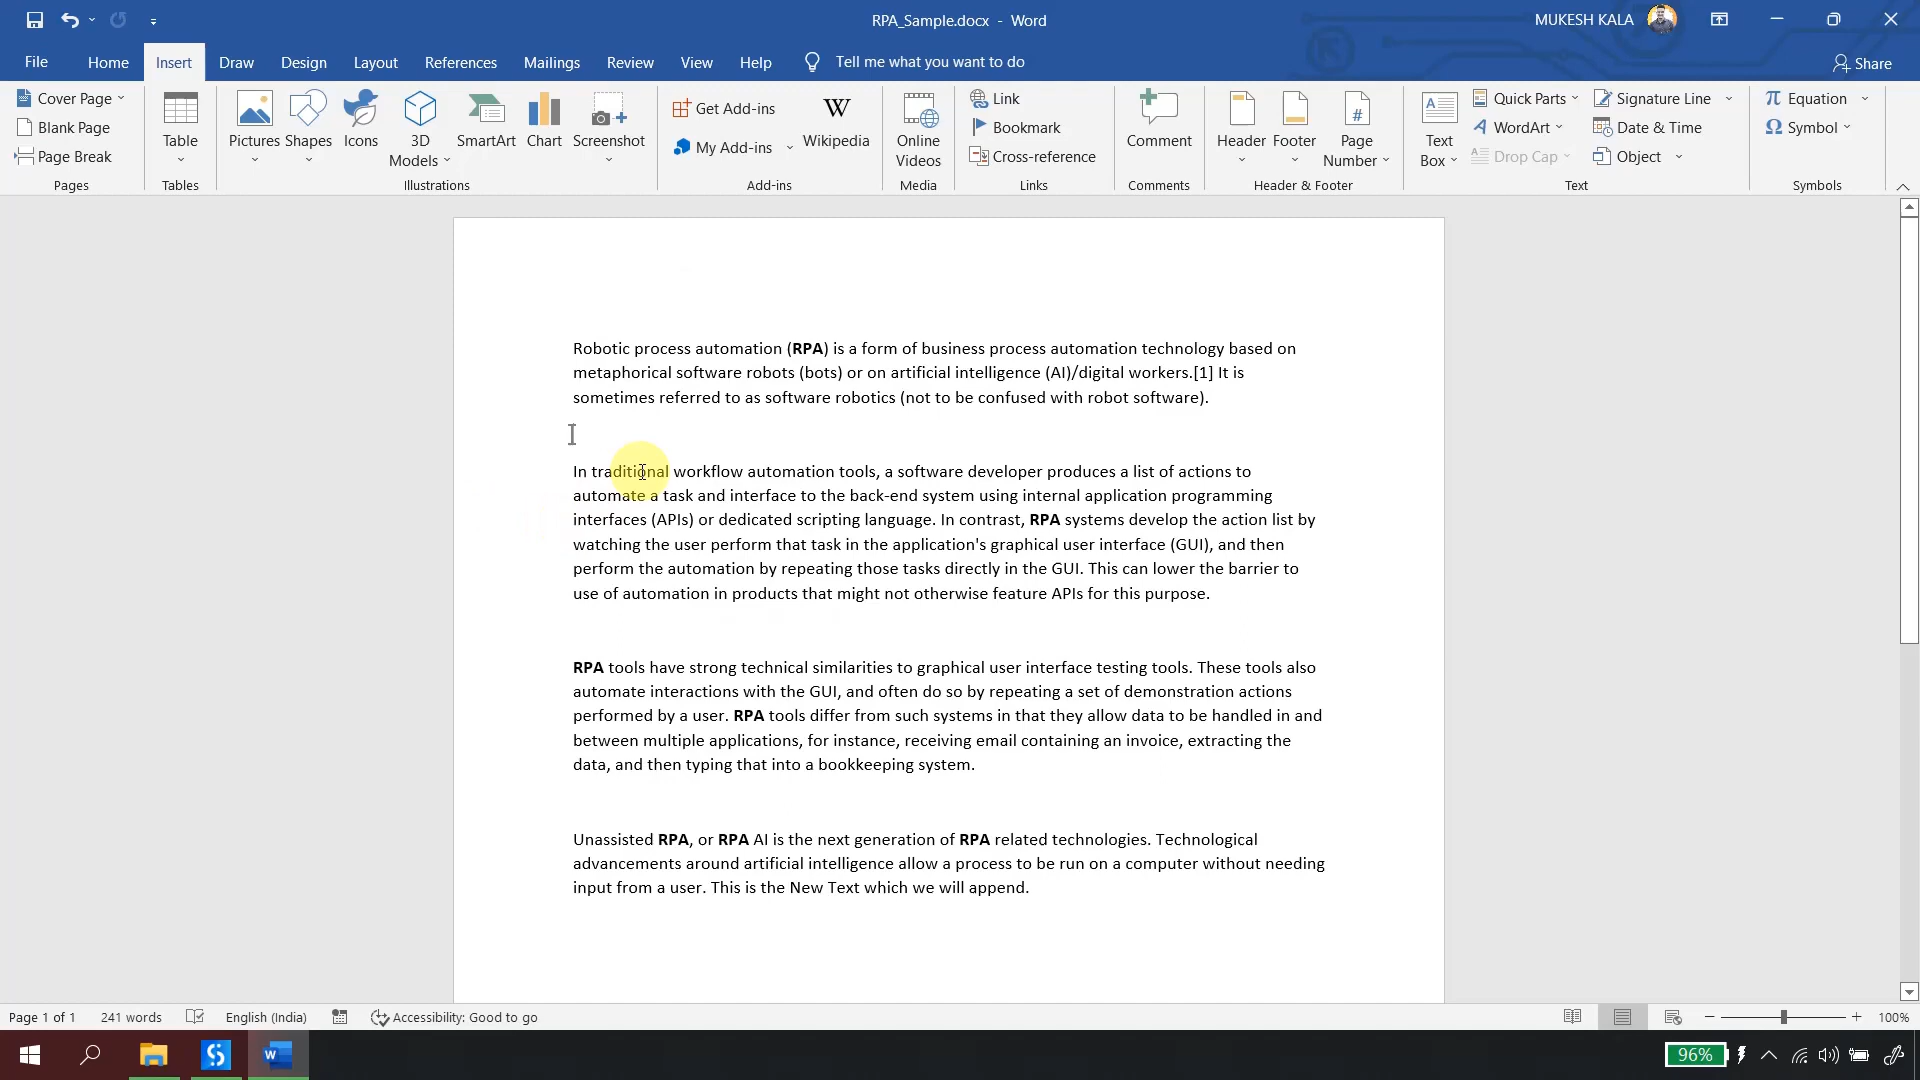 RPA_Sample.docx - Word
MUKESH KALA
File Home Insert Draw Design Layout References Mailings Review View Help Tell me what you want to do Share
Cover Page
Blank Page
Page Break
Pages
Table
Tables
Pictures Shapes Icons 3D Models SmartArt Chart Screenshot
Illustrations
Get Add-ins
My Add-ins
W
Wikipedia
Add-ins
Online Videos
Media
Link
Bookmark
Cross-reference
Links
Comment
Comments
Header Footer Page Number
Header & Footer
Text Box
Quick Parts
WordArt
Drop Cap
Signature Line
Date & Time
Object
Text
Equation
Symbol
Symbols
Robotic process automation (RPA) is a form of business process automation technology based on
metaphorical software robots (bots) or on artificial intelligence (AI)/digital workers.[1] It is
sometimes referred to as software robotics (not to be confused with robot software).
In traditional workflow automation tools, a software developer produces a list of actions to
automate a task and interface to the back-end system using internal application programming
interfaces (APIs) or dedicated scripting language. In contrast, RPA systems develop the action list by
watching the user perform that task in the application's graphical user interface (GUI), and then
perform the automation by repeating those tasks directly in the GUI. This can lower the barrier to
use of automation in products that might not otherwise feature APIs for this purpose.
RPA tools have strong technical similarities to graphical user interface testing tools. These tools also
automate interactions with the GUI, and often do so by repeating a set of demonstration actions
performed by a user. RPA tools differ from such systems in that they allow data to be handled in and
between multiple applications, for instance, receiving email containing an invoice, extracting the
data, and then typing that into a bookkeeping system.
Unassisted RPA, or RPA AI is the next generation of RPA related technologies. Technological
advancements around artificial intelligence allow a process to be run on a computer without needing
input from a user. This is the New Text which we will append.
Page 1 of 1 241 words English (India) Accessibility: Good to go 100%
96%